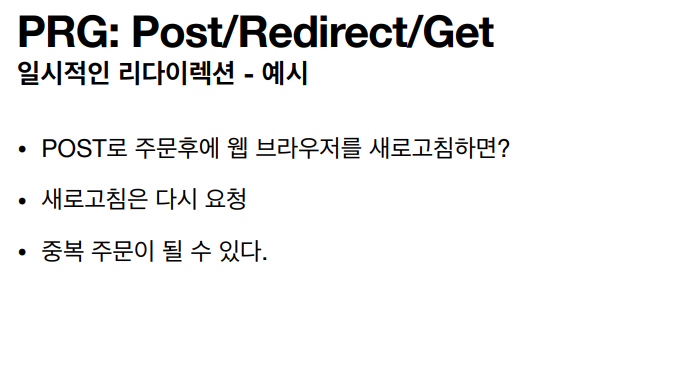 PRG: Post/Redirect/Get
일시적인 리다이렉션 - 예시
• POST로 주문후에 웹 브라우저를 새로고침하면?
• 새로고침은 다시 요청
• 중복 주문이 될 수 있다.